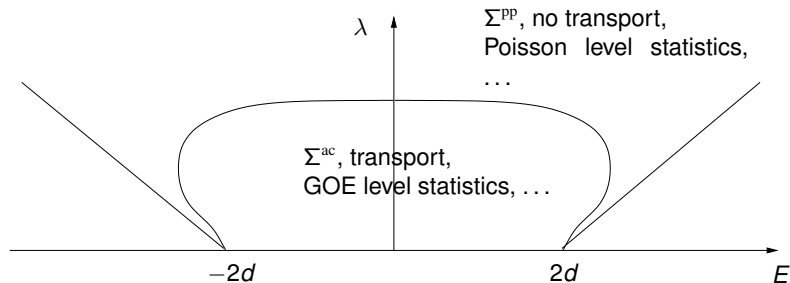 λ
Σ^pp, no transport,
Poisson level statistics,
...
Σ^ac, transport,
GOE level statistics, ...
−2d
2d
E